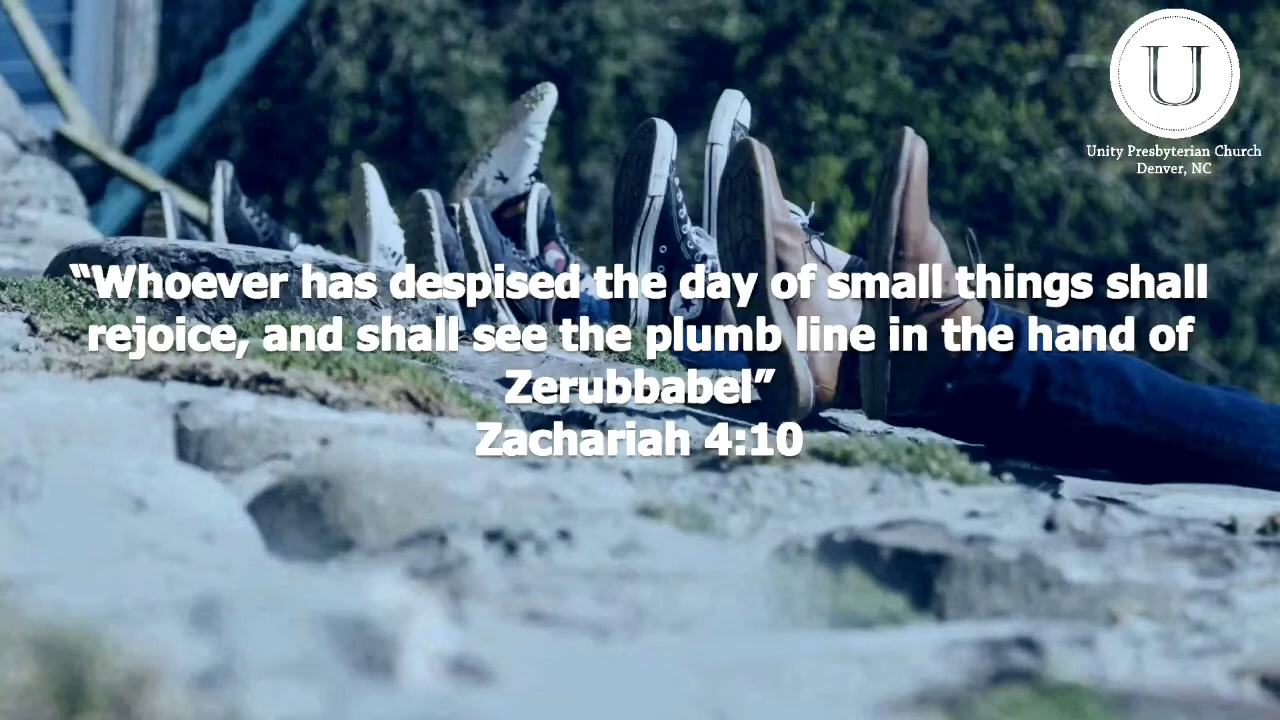 U
Unity Presbyterian Church
Denver, NC
“Whoever has despised the day of small things shall
rejoice, and shall see the plumb line in the hand of
Zerubbabel”
Zachariah 4:10